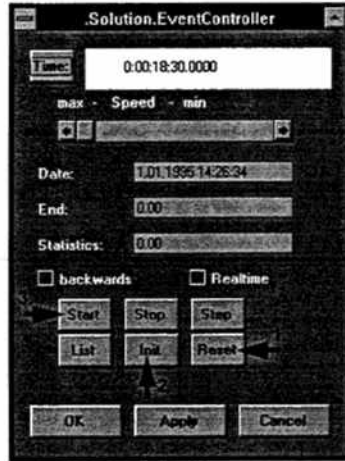 .Solution.EventController
Time: 0:00:18:30.0000
max - Speed - min
Date: 1.01.1995 14:26:34
End: 0.00
Statistics: 0.00
backwards Realtime
Start Stop Step
List Init Reset
2
OK Apply Cancel